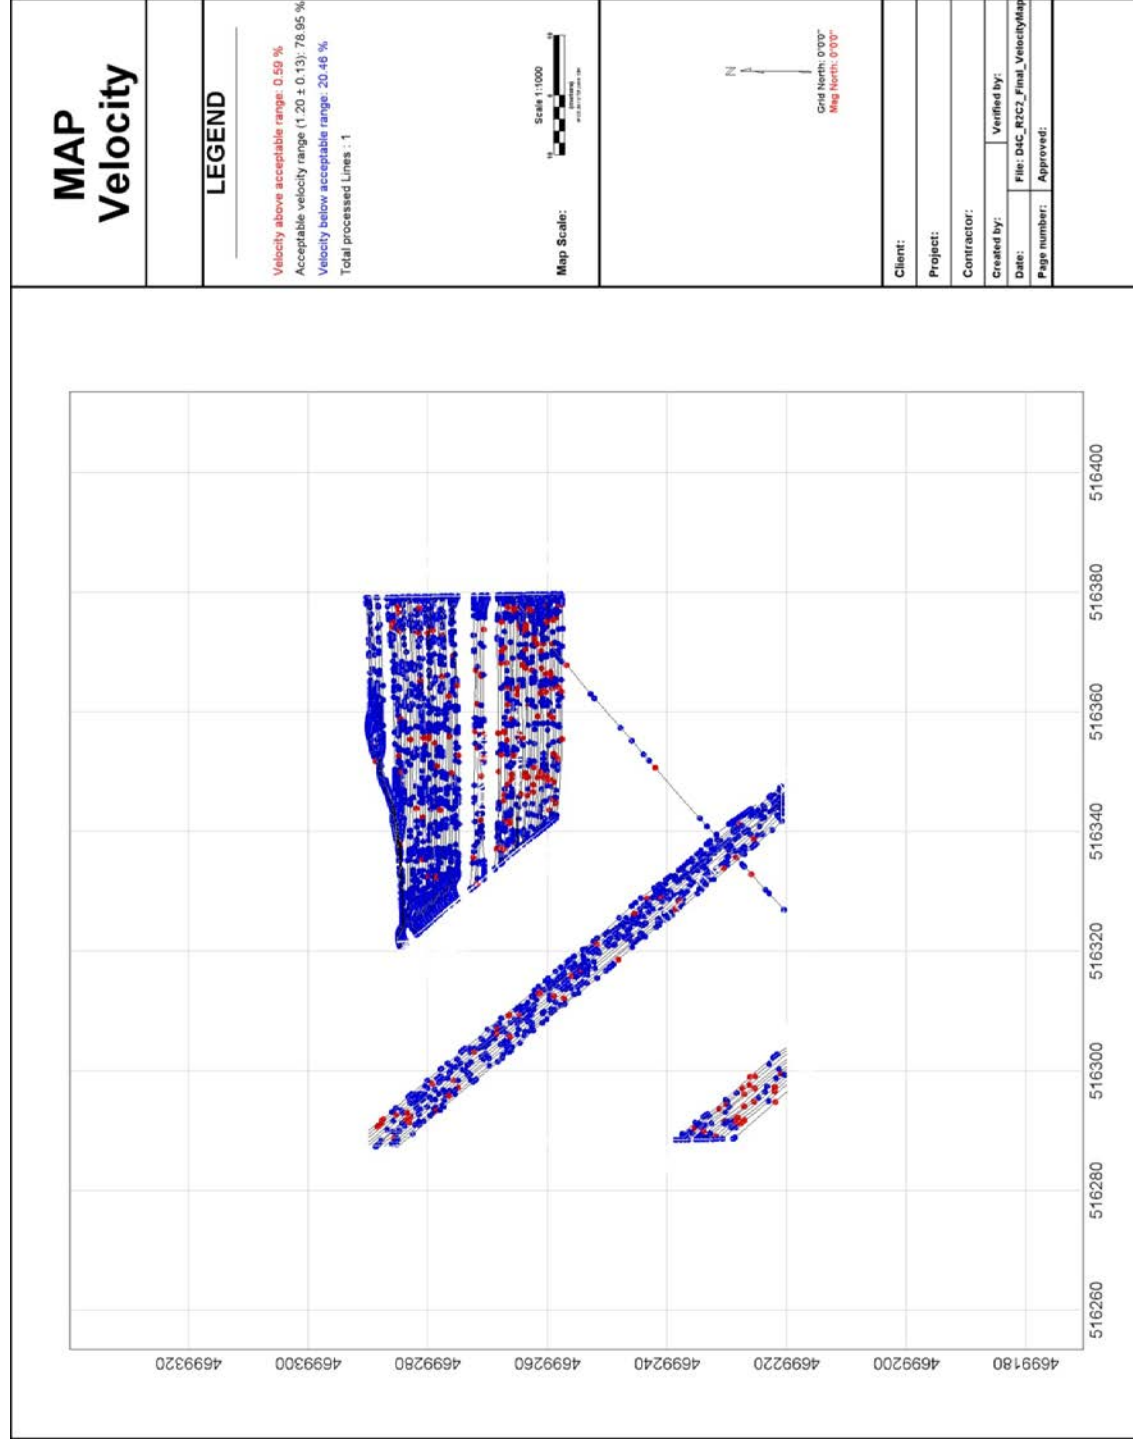 MAP
Velocity
LEGEND
Velocity above acceptable range: 0.59 %
Acceptable velocity range (1.20 ± 0.13): 78.95 %
Velocity below acceptable range: 20.46 %
Total processed Lines : 1
Map Scale:
Scale 1:1000
10 0 10
N
Grid North: 0°0'0"
Mag North: 0°0'0"
Client:
Project:
Contractor:
Created by:
Verified by:
Date:
File: D4C_R2C2_Final_VelocityMap
Page number:
Approved:
516400
516380
516360
516340
516320
516300
516280
516260
4699320
4699300
4699280
4699260
4699240
4699220
4699200
4699180